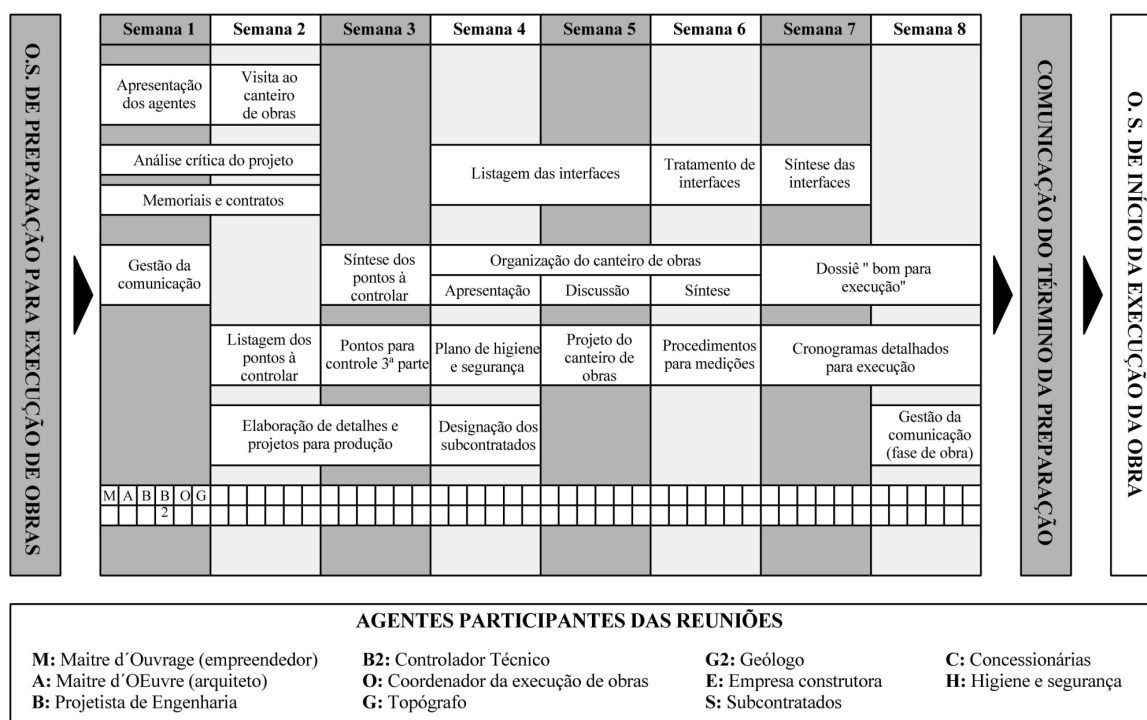 O.S. DE PREPARAÇÃO PARA EXECUÇÃO DE OBRAS
Semana 1
Semana 2
Semana 3
Semana 4
Semana 5
Semana 6
Semana 7
Semana 8
Apresentação
dos agentes
Visita ao
canteiro
de obras
Análise crítica do projeto
Memoriais e contratos
Listagem das interfaces
Tratamento de
interfaces
Síntese das
interfaces
Gestão da
comunicação
Síntese dos
pontos à
controlar
Organização do canteiro de obras
Apresentação
Discussão
Síntese
Dossiê " bom para
execução"
Listagem dos
pontos à
controlar
Pontos para
controle 3ª parte
Plano de higiene
e segurança
Projeto do
canteiro de
obras
Procedimentos
para medições
Cronogramas detalhados
para execução
Elaboração de detalhes e
projetos para produção
Designação dos
subcontratados
Gestão da
comunicação
(fase de obra)
M A B B O G
2
COMUNICAÇÃO DO TÉRMINO DA PREPARAÇÃO
O. S. DE INÍCIO DA EXECUÇÃO DA OBRA
AGENTES PARTICIPANTES DAS REUNIÕES
M: Maitre d´Ouvrage (empreendedor)
A: Maitre d´OEuvre (arquiteto)
B: Projetista de Engenharia
B2: Controlador Técnico
O: Coordenador da execução de obras
G: Topógrafo
G2: Geólogo
E: Empresa construtora
S: Subcontratados
C: Concessionárias
H: Higiene e segurança